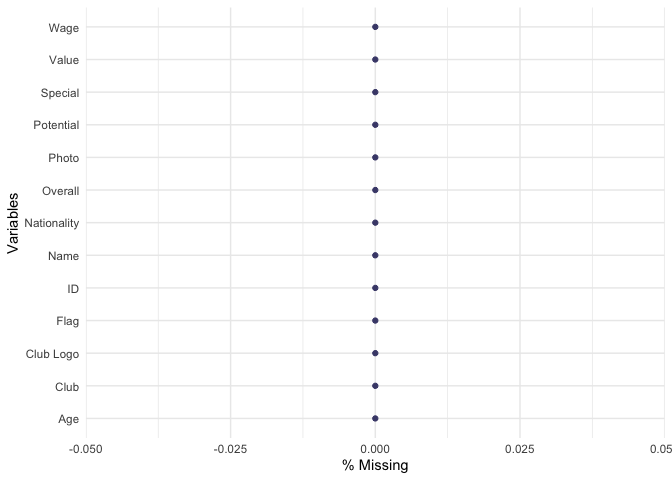 Wage
Value
Special
Potential
Photo
Overall
Nationality
Name
ID
Flag
Club Logo
Club
Age
Variables
-0.050 -0.025 0.000 0.025 0.05
% Missing